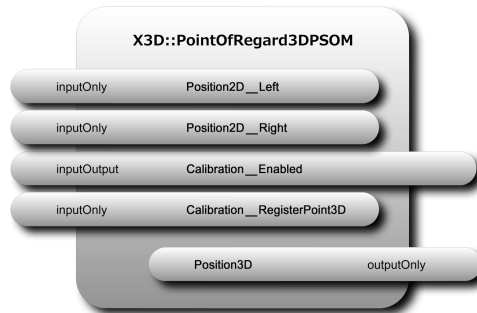 X3D::PointOfRegard3DPSOM
inputOnly Position2D__Left
inputOnly Position2D__Right
inputOutput Calibration__Enabled
inputOnly Calibration__RegisterPoint3D
Position3D outputOnly